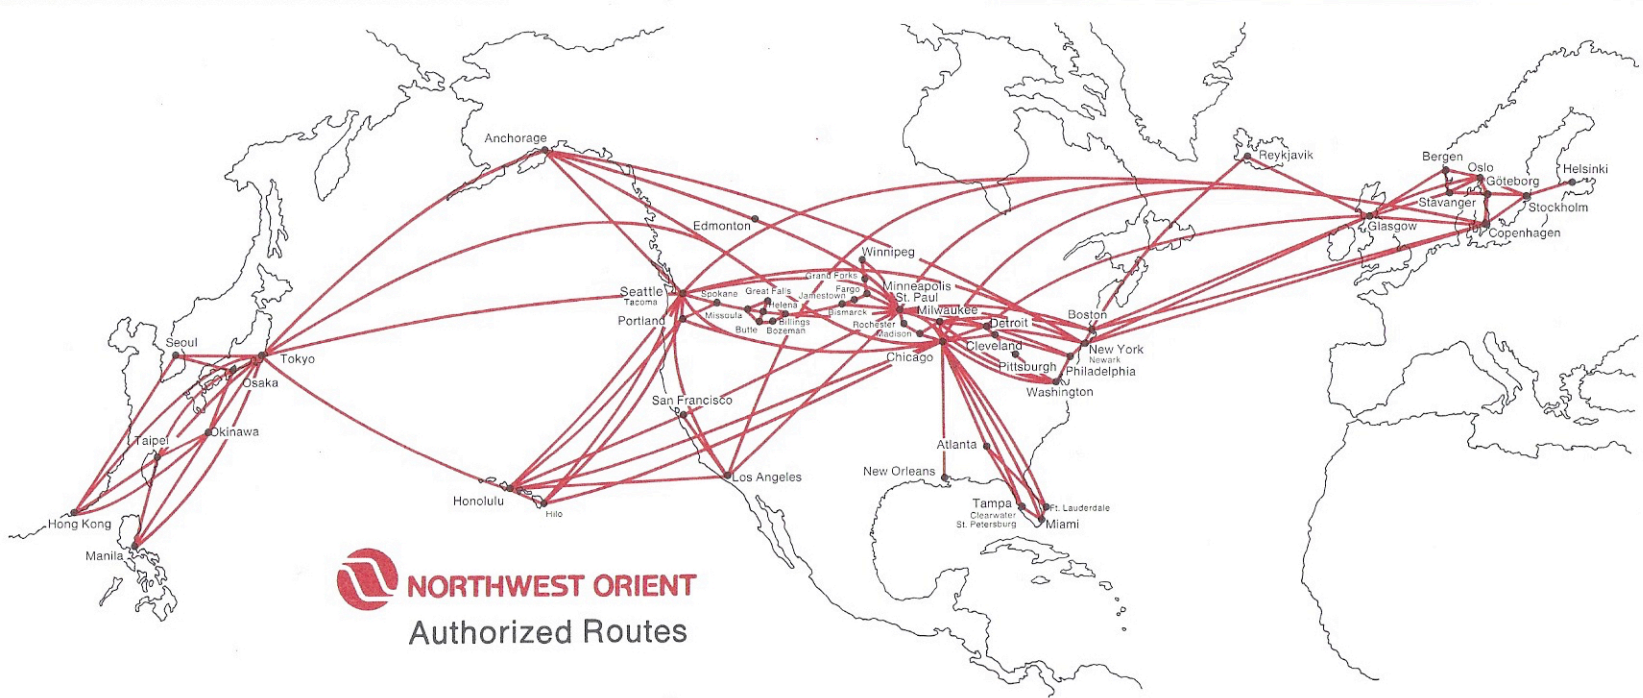 Anchorage
Reykjavik
Bergen
Oslo
Helsinki
Göteborg
Stavanger
Stockholm
Edmonton
Glasgow
Copenhagen
Winnipeg
Grand Forks
Seattle
Tacoma
Spokane
Great Falls
Fargo
Jamestown
Minneapolis
St. Paul
Helena
Missoula
Bismarck
Milwaukee
Boston
Portland
Butte
Billings
Bozeman
Rochester
Madison
Detroit
Seoul
Tokyo
Chicago
Cleveland
New York
Newark
Pittsburgh
Philadelphia
Osaka
Washington
San Francisco
Taipei
Okinawa
Atlanta
New Orleans
Los Angeles
Honolulu
Hilo
Tampa
Clearwater
St. Petersburg
Ft. Lauderdale
Miami
Hong Kong
Manila
NORTHWEST ORIENT
Authorized Routes